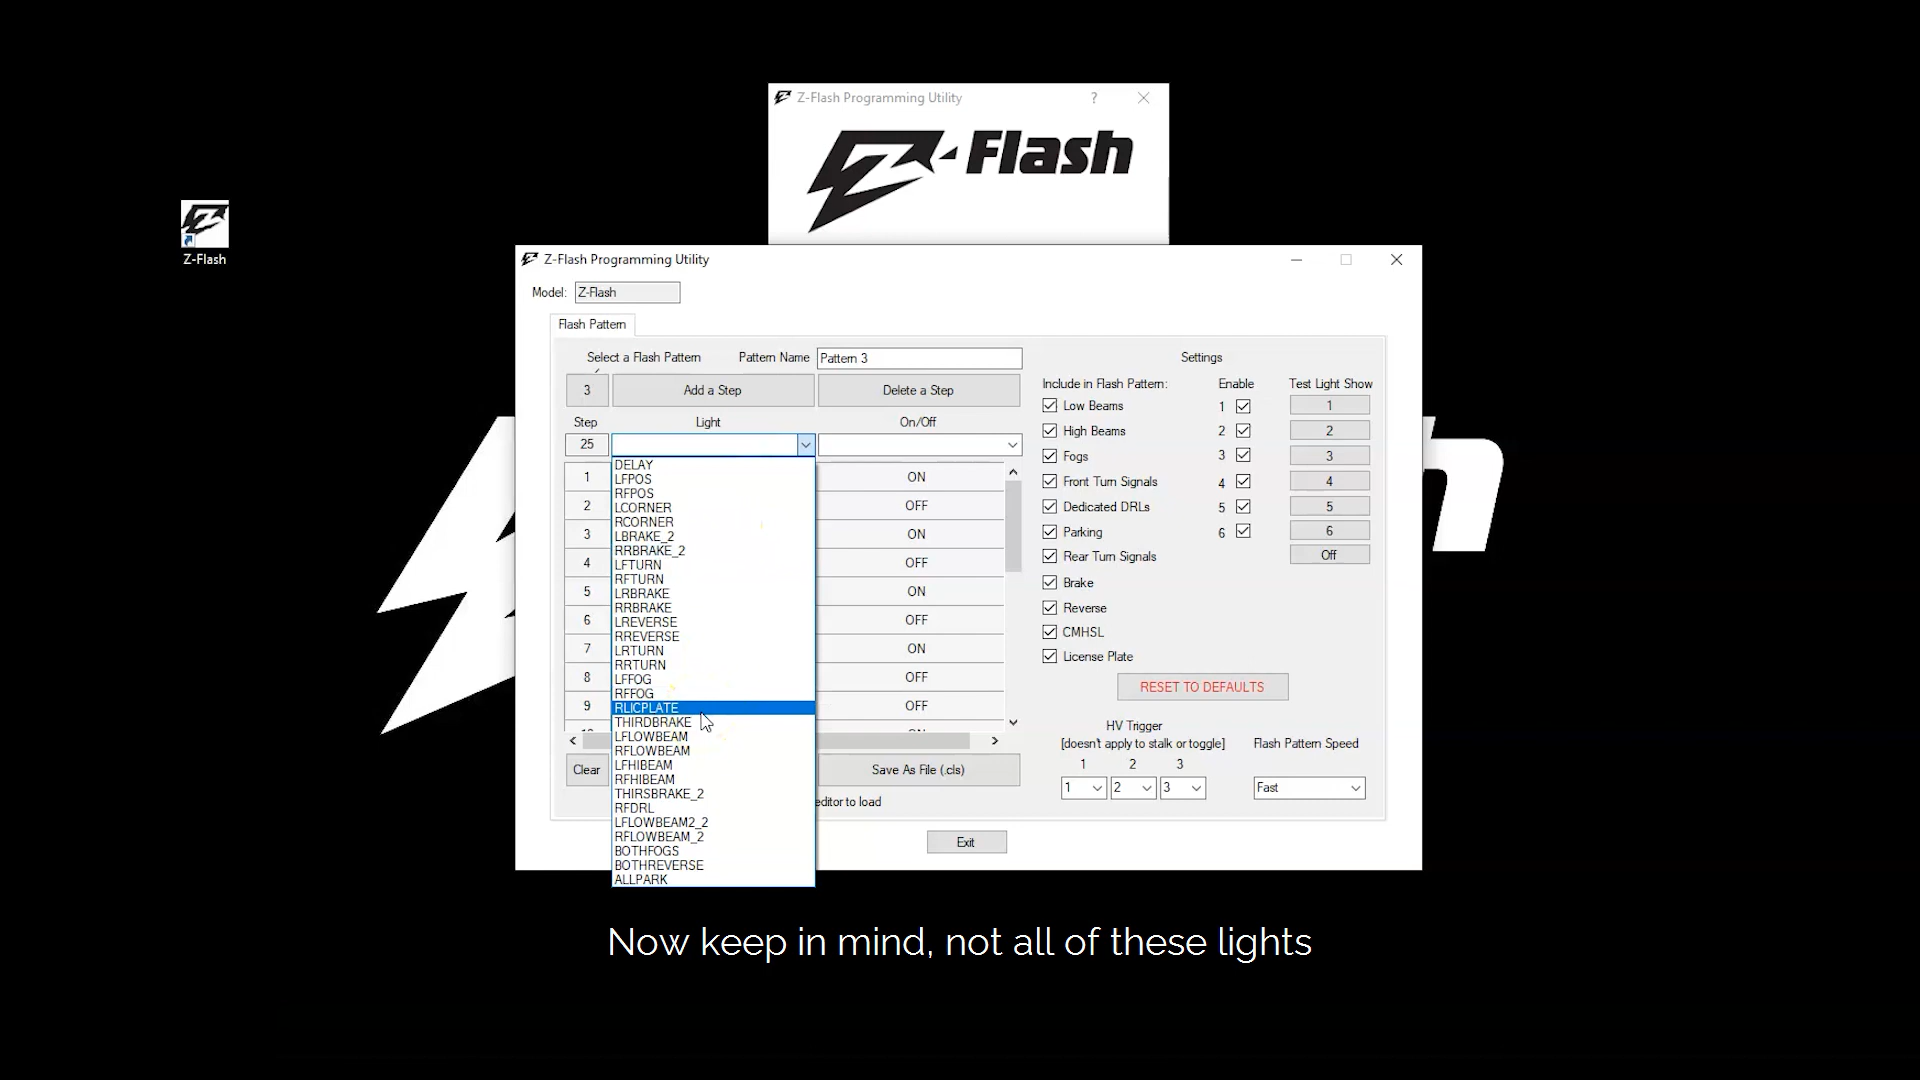 Z-Flash Programming Utility ?
Z-Flash
Z-Flash
Z-Flash Programming Utility
Model: Z-Flash
Flash Pattern
Select a Flash Pattern Pattern Name Pattern 3
3 Add a Step Delete a Step
Step Light On/Off
25
DELAY
LFPOS
RFPOS
LCORNER
RCORNER
LBRAKE_2
RRBRAKE_2
LFTURN
RFTURN
LRBRAKE
RRBRAKE
LREVERSE
RREVERSE
LRTURN
RRTURN
LFFOG
RFFOG
RLICPLATE
THIRDBRAKE
LFLOWBEAM
RFLOWBEAM
LFHIBEAM
RFHIBEAM
THIRSBRAKE_2
RFDRL
LFLOWBEAM2_2
RFLOWBEAM_2
BOTHFOGS
BOTHREVERSE
ALLPARK
1 ON
2 OFF
3 ON
4 OFF
5 ON
6 OFF
7 ON
8 OFF
9 OFF
Clear Save As File (.cls)
editor to load
Settings
Include in Flash Pattern: Enable Test Light Show
Low Beams 1 1
High Beams 2 2
Fogs 3 3
Front Turn Signals 4 4
Dedicated DRLs 5 5
Parking 6 6
Rear Turn Signals Off
Brake
Reverse
CMHSL
License Plate
RESET TO DEFAULTS
HV Trigger
[doesn't apply to stalk or toggle] Flash Pattern Speed
1 2 3
1 2 3 Fast
Exit
Now keep in mind, not all of these lights